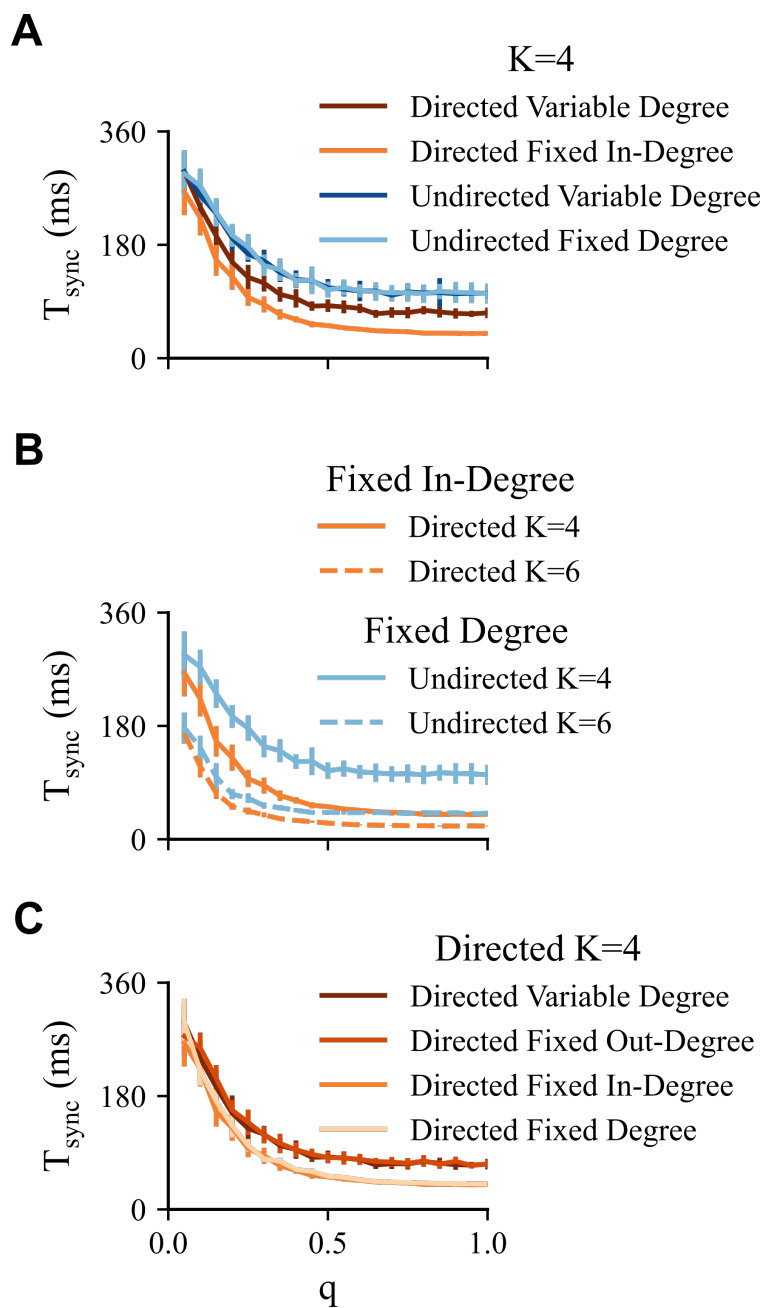 A
K=4
Directed Variable Degree
Directed Fixed In-Degree
Undirected Variable Degree
Undirected Fixed Degree
360
180
0
T_sync (ms)
B
Fixed In-Degree
Directed K=4
Directed K=6
Fixed Degree
Undirected K=4
Undirected K=6
360
180
0
T_sync (ms)
C
Directed K=4
Directed Variable Degree
Directed Fixed Out-Degree
Directed Fixed In-Degree
Directed Fixed Degree
360
180
0
T_sync (ms)
0.0 0.5 1.0
q